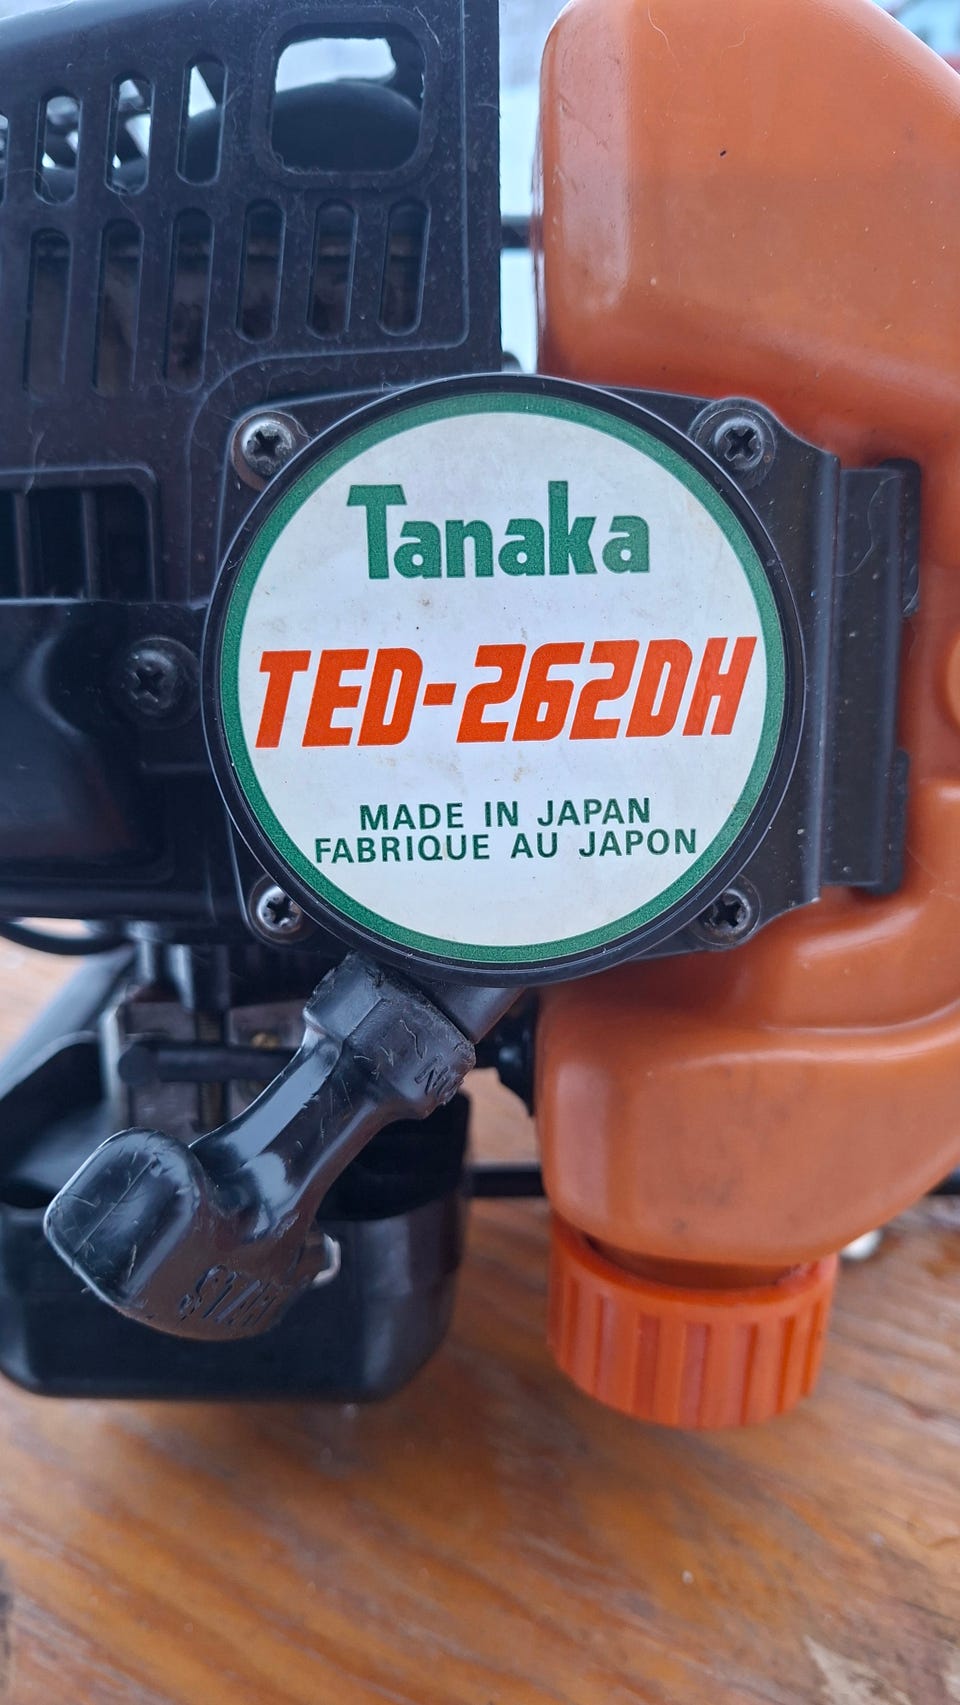 Tanaka
TED-262DH
MADE IN JAPAN
FABRIQUE AU JAPON